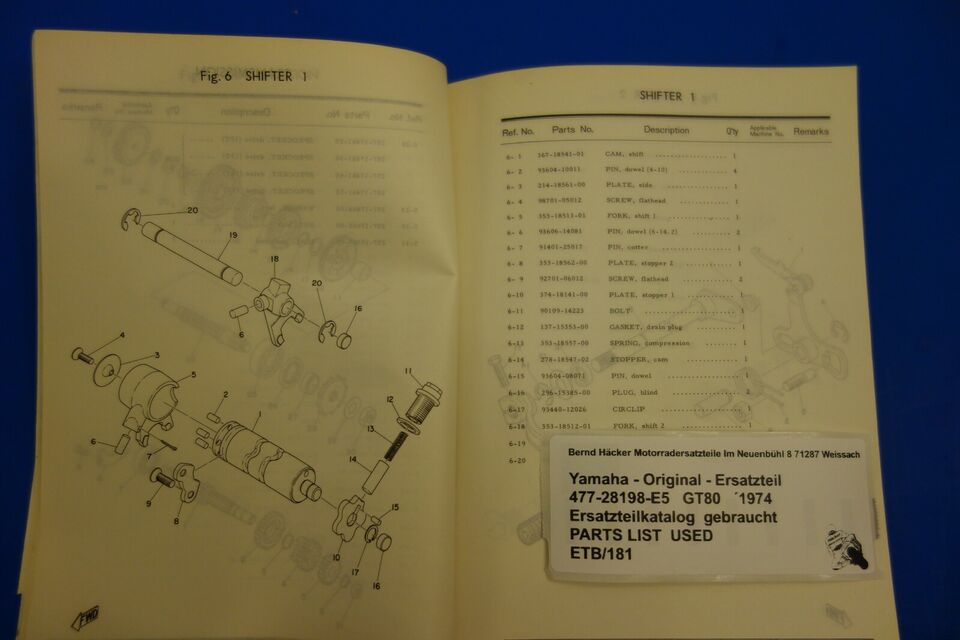 Fig. 6 SHIFTER 1
20
19
18
20
16
6
4
3
5
2
1
11
12
13
14
6
7
9
8
15
10
17
16
FWD
SHIFTER 1
Ref. No. Parts No. Description Q'ty Applicable Machine No. Remarks
6- 1 367-18541-01 CAM, shift .................. 1
6- 2 93604-10011 PIN, dowel (4-10) .......... 4
6- 3 214-18561-00 PLATE, side ............... 1
6- 4 98701-05012 SCREW, flathead .......... 1
6- 5 353-18511-01 FORK, shift 1 .............. 1
6- 6 93606-14081 PIN, dowel (6-14.2) ........ 2
6- 7 91401-25012 PIN, cotter ................ 1
6- 8 353-18562-00 PLATE, stopper 2 .......... 1
6- 9 92701-06012 SCREW, flathead .......... 2
6-10 374-18141-00 PLATE, stopper 1 .......... 1
6-11 90109-14223 BOLT ..................... 1
6-12 137-15353-00 GASKET, drain plug ........ 1
6-13 353-18557-00 SPRING, compression ....... 1
6-14 278-18547-02 STOPPER, cam ............ 1
6-15 93604-08071 PIN, dowel ................ 1
6-16 296-15385-00 PLUG, blind ............... 2
6-17 93440-12026 CIRCLIP .................. 1
6-18 353-18512-01 FORK, shift 2 .............. 1
6-19
6-20
Bernd Häcker Motorradersatzteile Im Neuenbühl 8 71287 Weissach
Yamaha - Original - Ersatzteil
477-28198-E5 GT80 ´1974
Ersatzteilkatalog gebraucht
PARTS LIST USED
ETB/181